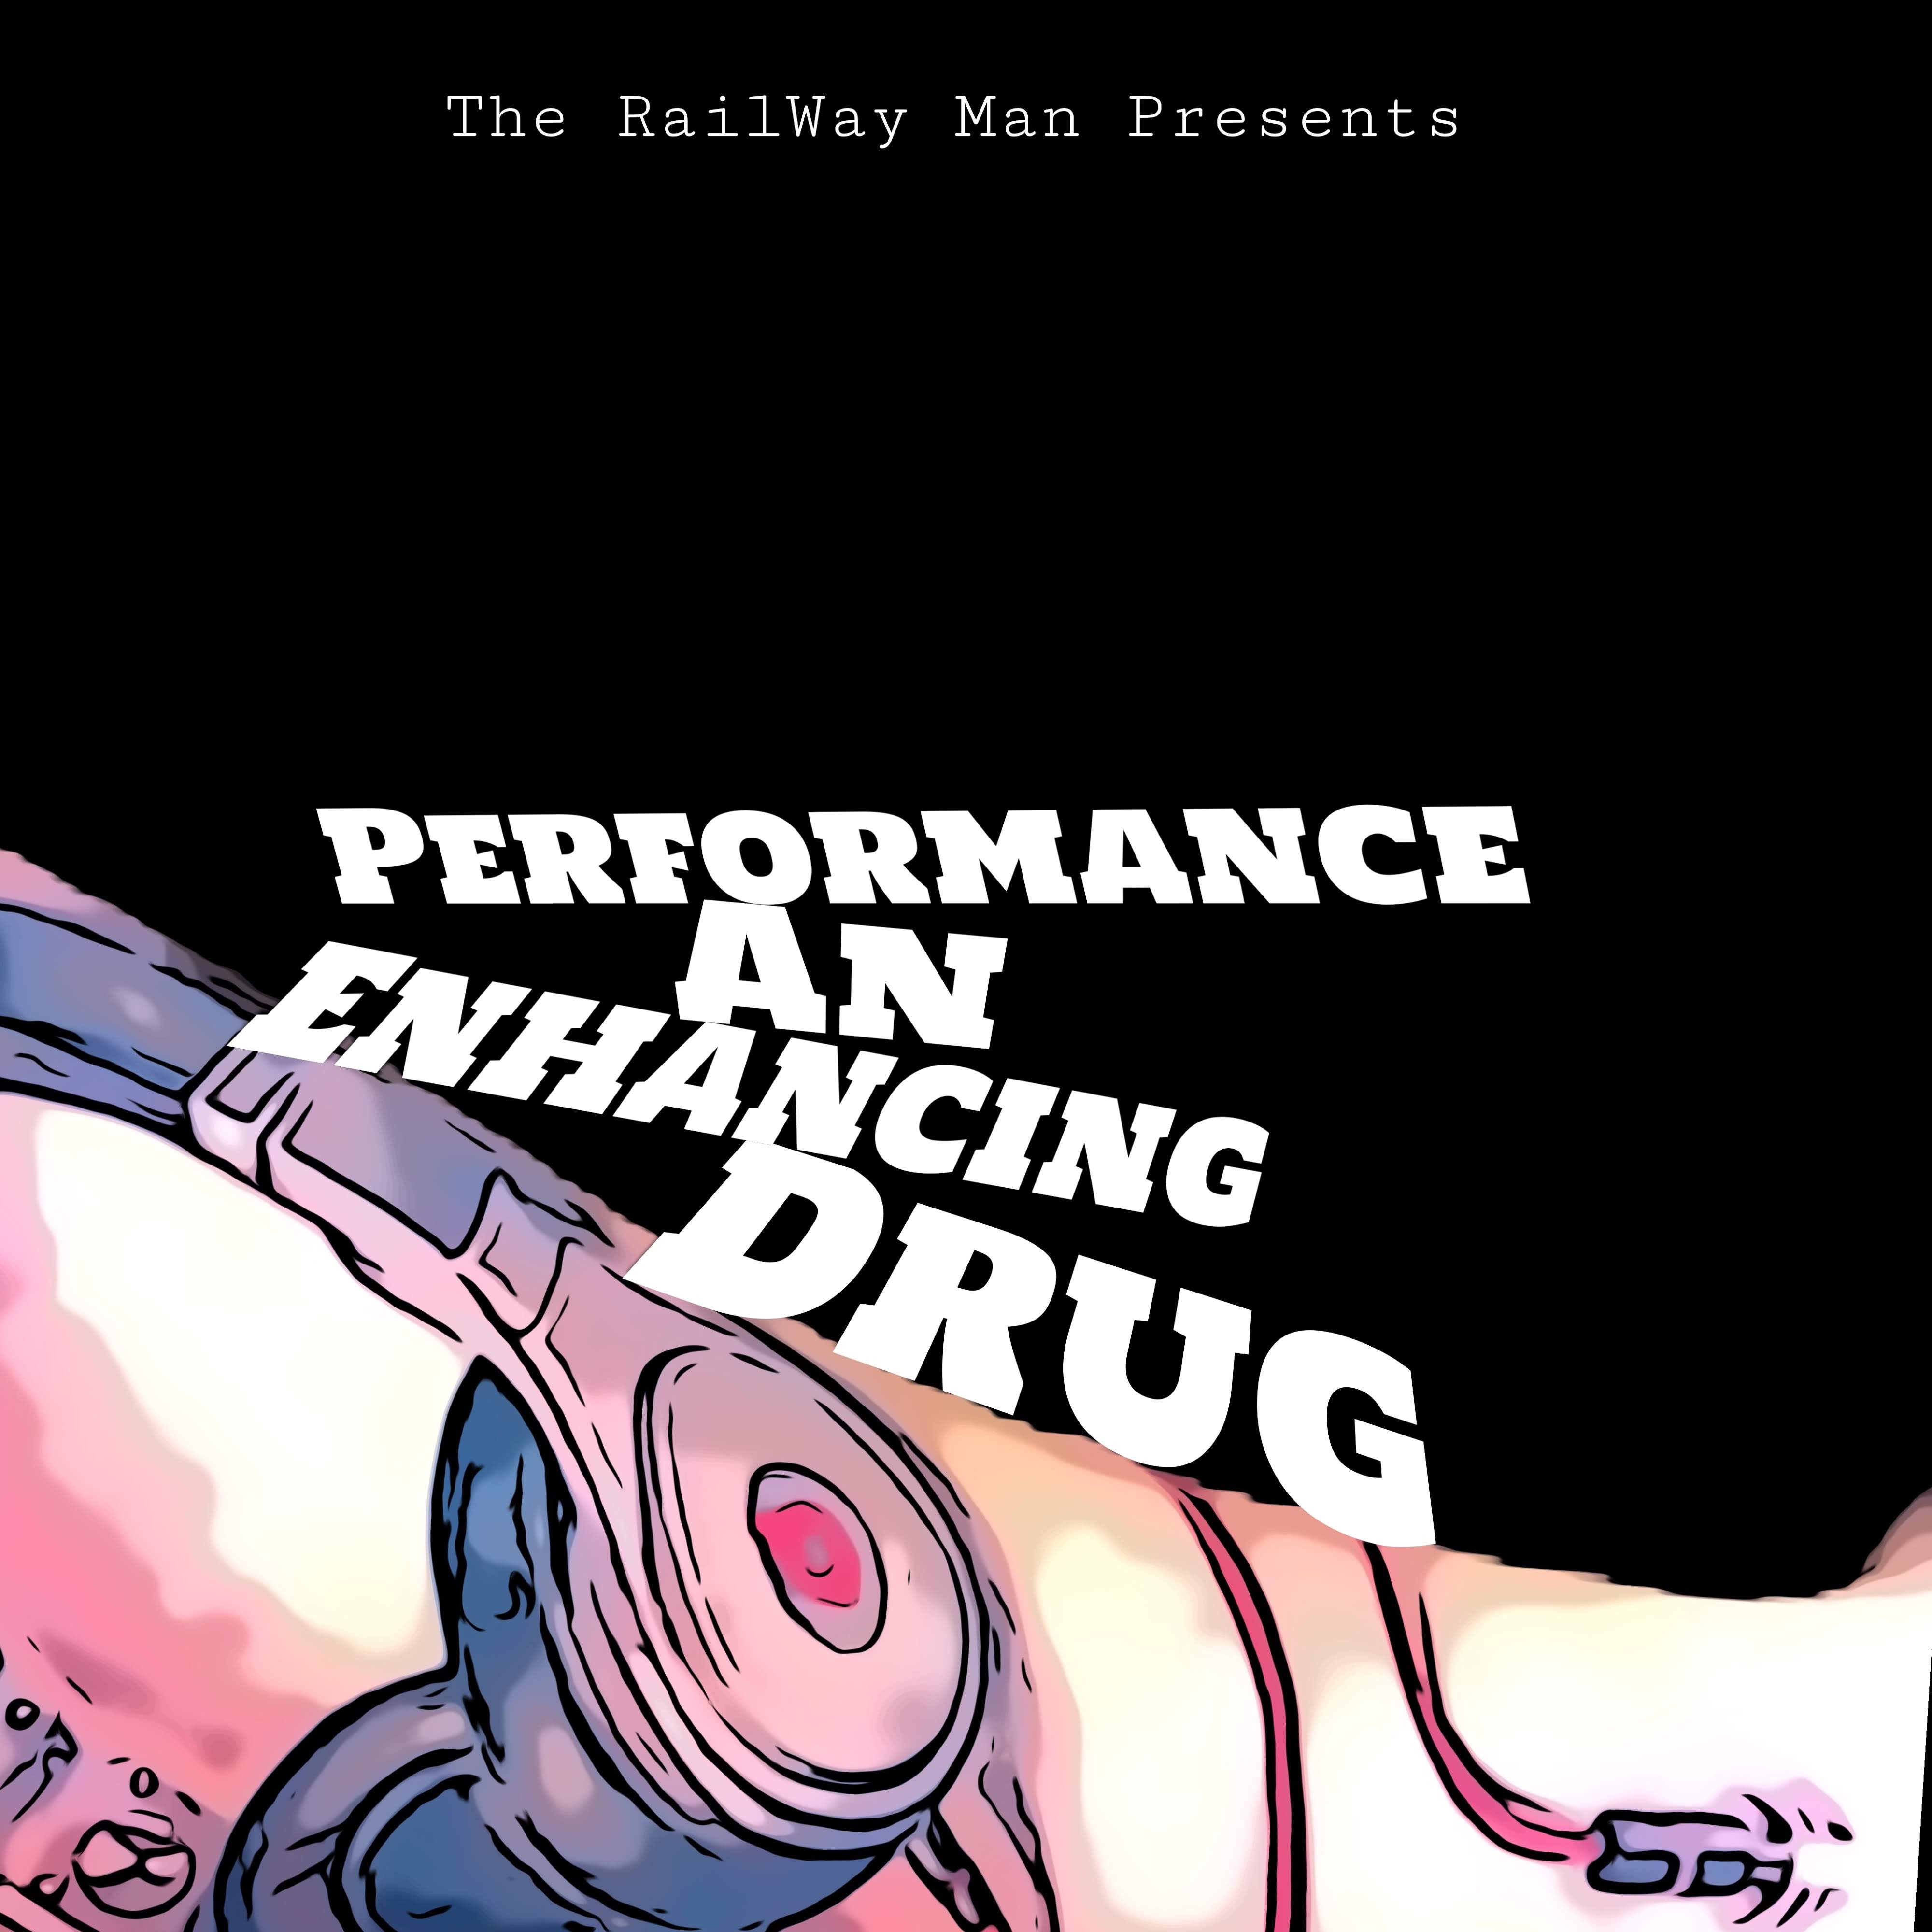 The RailWay Man Presents
PERFORMANCE
AN
ENHANCING
DRUG